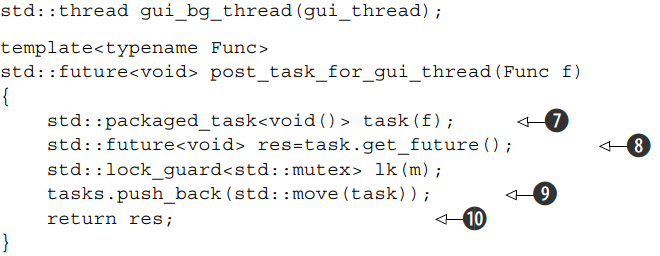 std::thread gui_bg_thread(gui_thread);
template<typename Func>
std::future<void> post_task_for_gui_thread(Func f)
{
    std::packaged_task<void()> task(f); 7
    std::future<void> res=task.get_future(); 8
    std::lock_guard<std::mutex> lk(m);
    tasks.push_back(std::move(task)); 9
    return res; 10
}